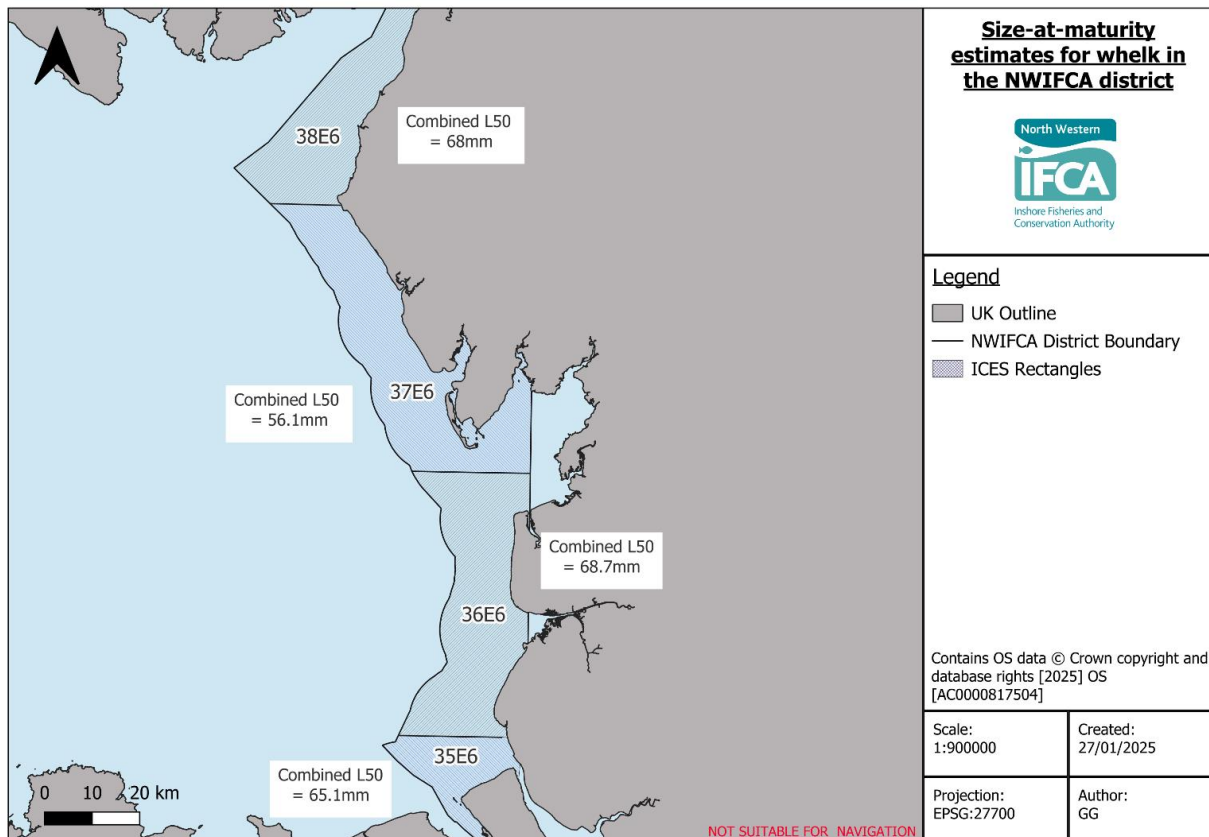 38E6
Combined L50
= 68mm
37E6
Combined L50
= 56.1mm
Combined L50
= 68.7mm
36E6
35E6
Combined L50
= 65.1mm
0 10 20 km
NOT SUITABLE FOR NAVIGATION
Size-at-maturity
estimates for whelk in
the NWIFCA district
North Western
IFCA
Inshore Fisheries and
Conservation Authority
Legend
UK Outline
NWIFCA District Boundary
ICES Rectangles
Contains OS data © Crown copyright and
database rights [2025] OS
[AC0000817504]
Scale:
1:900000
Created:
27/01/2025
Projection:
EPSG:27700
Author:
GG